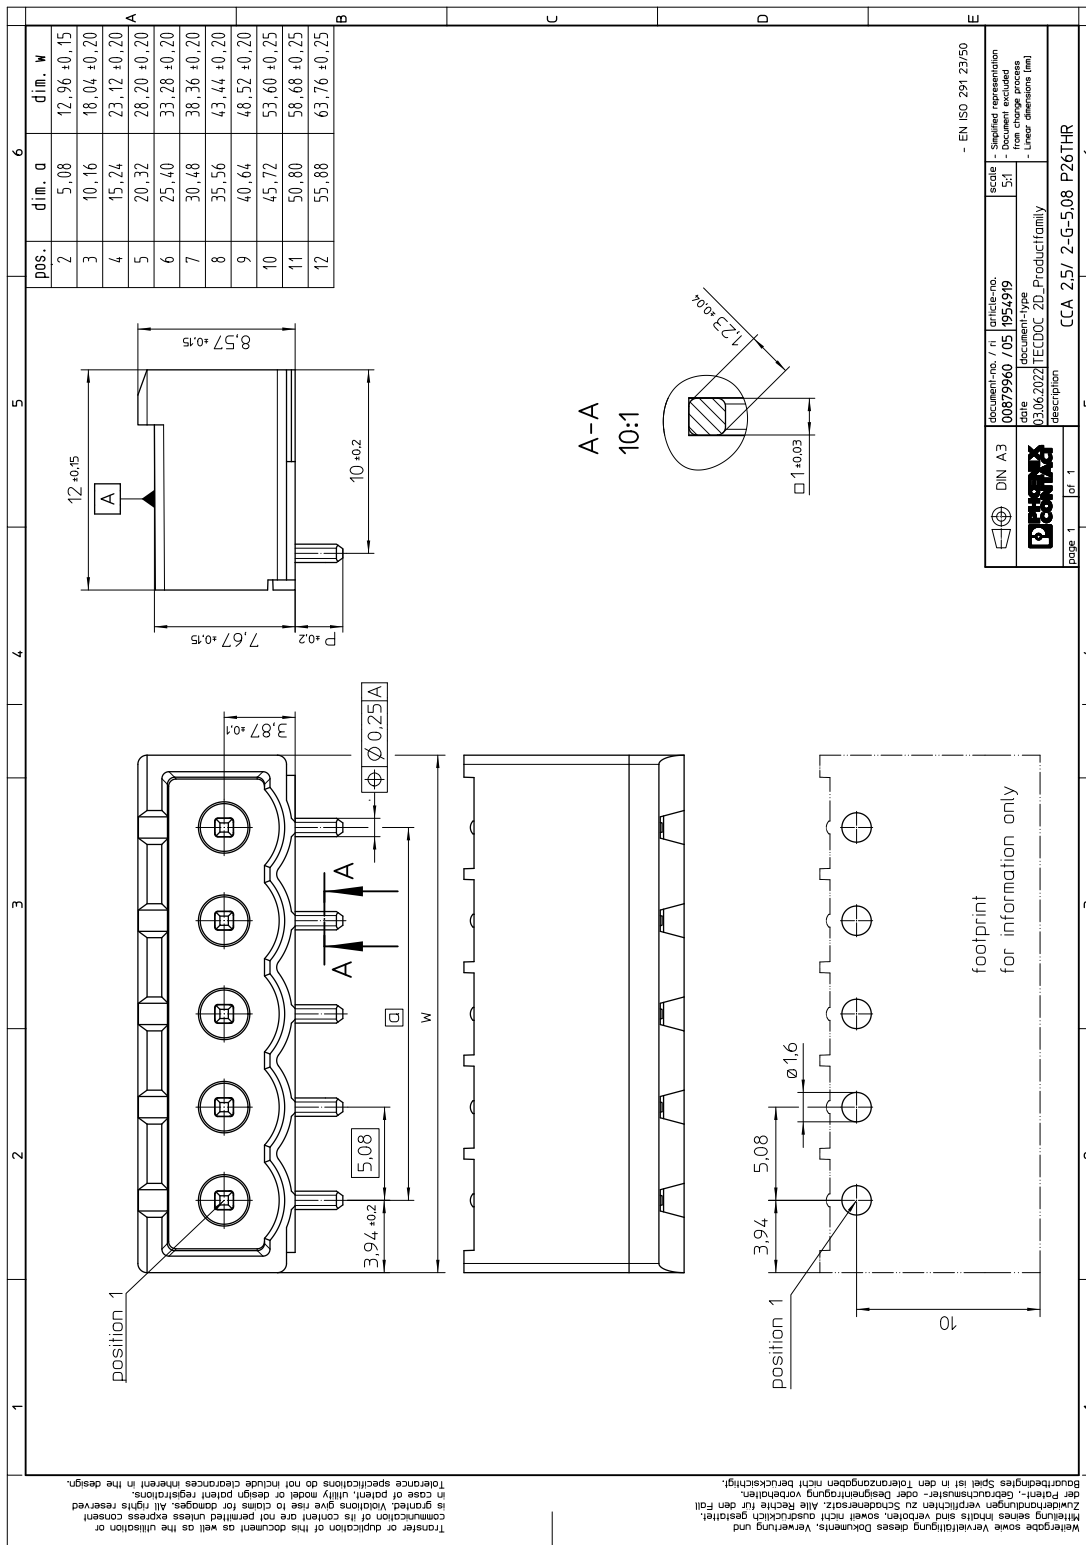 1
2
3
4
5
6
A
B
C
D
E
pos. dim. a dim. w
2 5,08 12,96 ±0,15
3 10,16 18,04 ±0,20
4 15,24 23,12 ±0,20
5 20,32 28,20 ±0,20
6 25,40 33,28 ±0,20
7 30,48 38,36 ±0,20
8 35,56 43,44 ±0,20
9 40,64 48,52 ±0,20
10 45,72 53,60 ±0,25
11 50,80 58,68 ±0,25
12 55,88 63,76 ±0,25
position 1
3,94 ±0,2
5,08
a
w
A
A
⌖ Ø 0,25 A
3,87 ±0,1
7,67 ±0,15
P ±0,2
12 ±0,15
A
10 ±0,2
8,57 ±0,15
A-A
10:1
□ 1 ±0,03
1,23 ±0,04
position 1
3,94
5,08
ø1,6
10
footprint
for information only
- EN ISO 291 23/50
DIN A3
PHOENIX
CONTACT
page 1 of 1
document-no. / ri
00879960 / 05
article-no.
1954919
scale
5:1
- Simplified representation
- Document excluded
from change process
- Linear dimensions [mm]
date
03.06.2022
document-type
TECDOC 2D_Productfamily
description
CCA 2,5/ 2-G-5,08 P26THR
Transfer or duplication of this document as well as the utilisation or
communication of its content are not permitted unless express consent
is granted. Violations give rise to claims for damages. All rights reserved
in case of patent, utility model or design patent registrations.
Tolerance specifications do not include clearances inherent in the design.
Weitergabe sowie Vervielfältigung dieses Dokuments, Verwertung und
Mitteilung seines Inhalts sind verboten, soweit nicht ausdrücklich gestattet.
Zuwiderhandlungen verpflichten zu Schadenersatz. Alle Rechte für den Fall
der Patent-, Gebrauchsmuster- oder Designeintragung vorbehalten.
Bauartbedingtes Spiel ist in den Toleranzangaben nicht berücksichtigt.